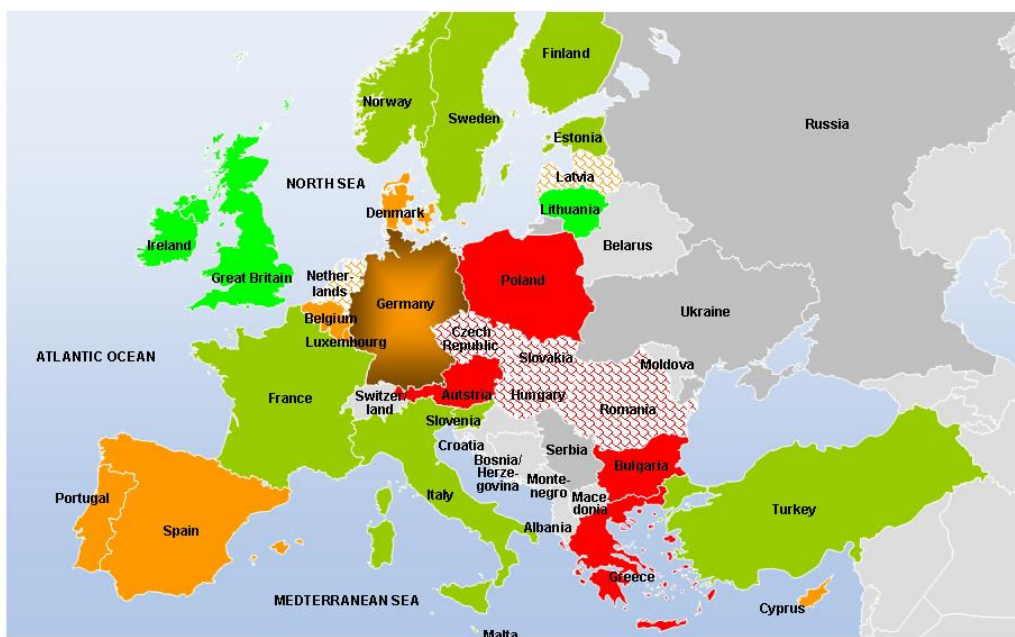 Finland
Norway
Sweden
Russia
Estonia
NORTH SEA
Latvia
Denmark
Lithuania
Ireland
Belarus
Great Britain
Nether-
lands
Germany
Poland
Ukraine
Belgium
Luxembourg
Czech
Republic
ATLANTIC OCEAN
Slovakia
Moldova
France
Switzer/
land
Autstria
Hungary
Romania
Slovenia
Croatia
Serbia
Bosnia/
Herze-
govina
Bulgaria
Portugal
Italy
Monte-
negro
Mace-
donia
Turkey
Spain
Albania
Greece
MEDTERRANEAN SEA
Cyprus
Malta